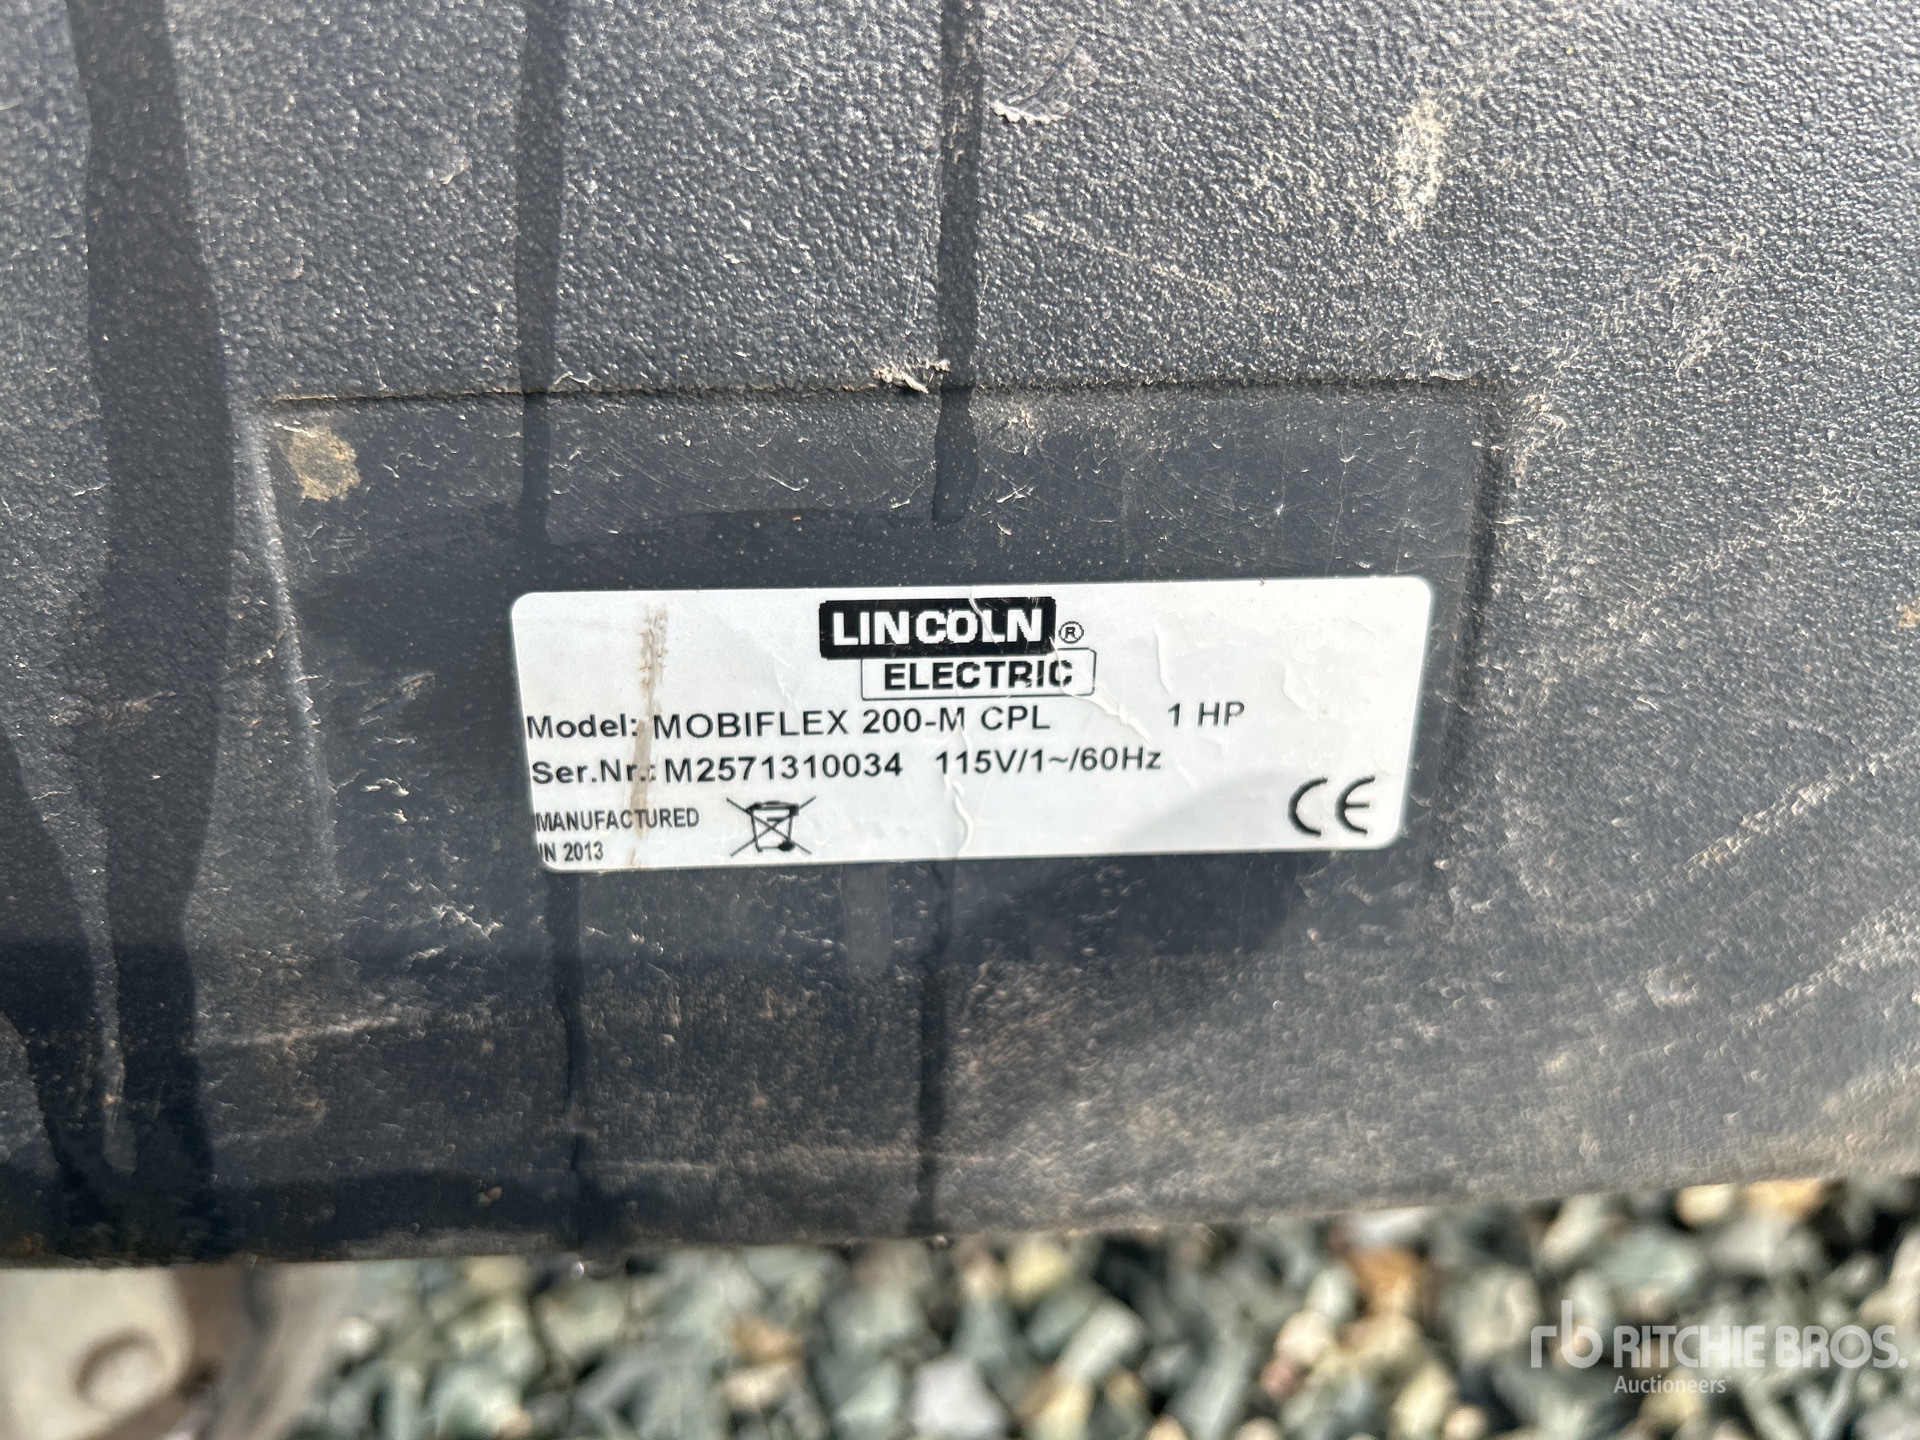 LINCOLN ®
ELECTRIC
Model: MOBIFLEX 200-M CPL 1 HP
Ser.Nr.: M2571310034 115V/1~/60Hz
MANUFACTURED
IN 2013
CE
rb RITCHIE BROS.
Auctioneers